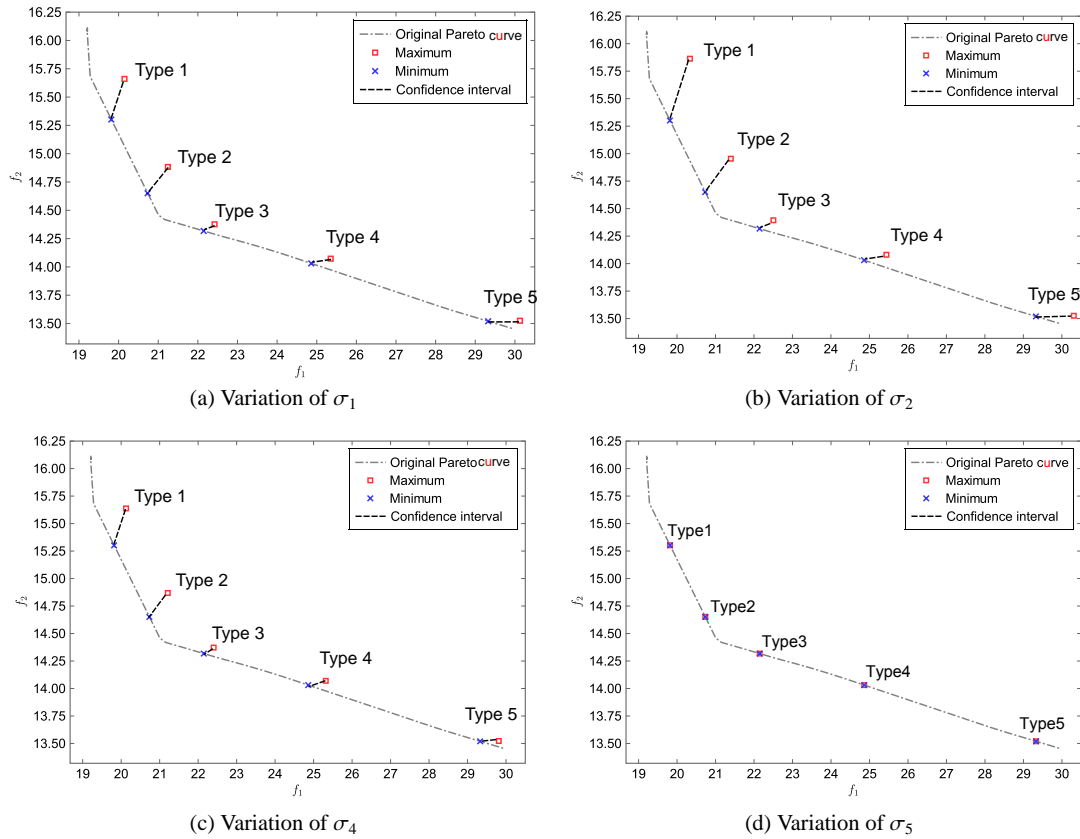 16.25
16.00
15.75
15.50
15.25
15.00
14.75
14.50
14.25
14.00
13.75
13.50
f₂
Original Pareto curve
Maximum
Minimum
Confidence interval
Type 1
Type 2
Type 3
Type 4
Type 5
19 20 21 22 23 24 25 26 27 28 29 30
f₁
(a) Variation of σ₁
16.25
16.00
15.75
15.50
15.25
15.00
14.75
14.50
14.25
14.00
13.75
13.50
f₂
Original Pareto curve
Maximum
Minimum
Confidence interval
Type 1
Type 2
Type 3
Type 4
Type 5
19 20 21 22 23 24 25 26 27 28 29 30
f₁
(b) Variation of σ₂
16.25
16.00
15.75
15.50
15.25
15.00
14.75
14.50
14.25
14.00
13.75
13.50
f₂
Original Pareto curve
Maximum
Minimum
Confidence interval
Type 1
Type 2
Type 3
Type 4
Type 5
19 20 21 22 23 24 25 26 27 28 29 30
f₁
(c) Variation of σ₄
16.25
16.00
15.75
15.50
15.25
15.00
14.75
14.50
14.25
14.00
13.75
13.50
f₂
Original Pareto curve
Maximum
Minimum
Confidence interval
Type1
Type2
Type3
Type4
Type5
19 20 21 22 23 24 25 26 27 28 29 30
f₁
(d) Variation of σ₅